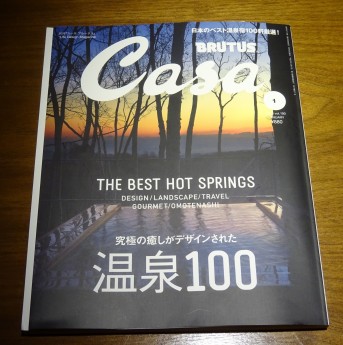 日本のベスト温泉宿100軒厳選!
BRUTUS
Casa
1
THE BEST HOT SPRINGS
DESIGN/LANDSCAPE/TRAVEL
GOURMET/OMOTENASHI
究極の癒しがデザインされた
温泉100